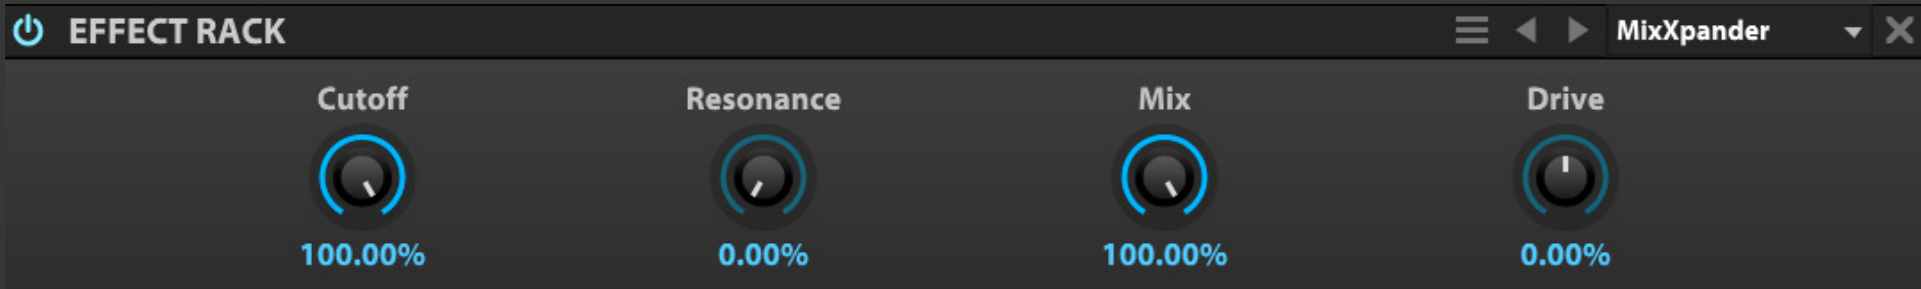 EFFECT RACK
MixXpander
Cutoff
Resonance
Mix
Drive
100.00%
0.00%
100.00%
0.00%